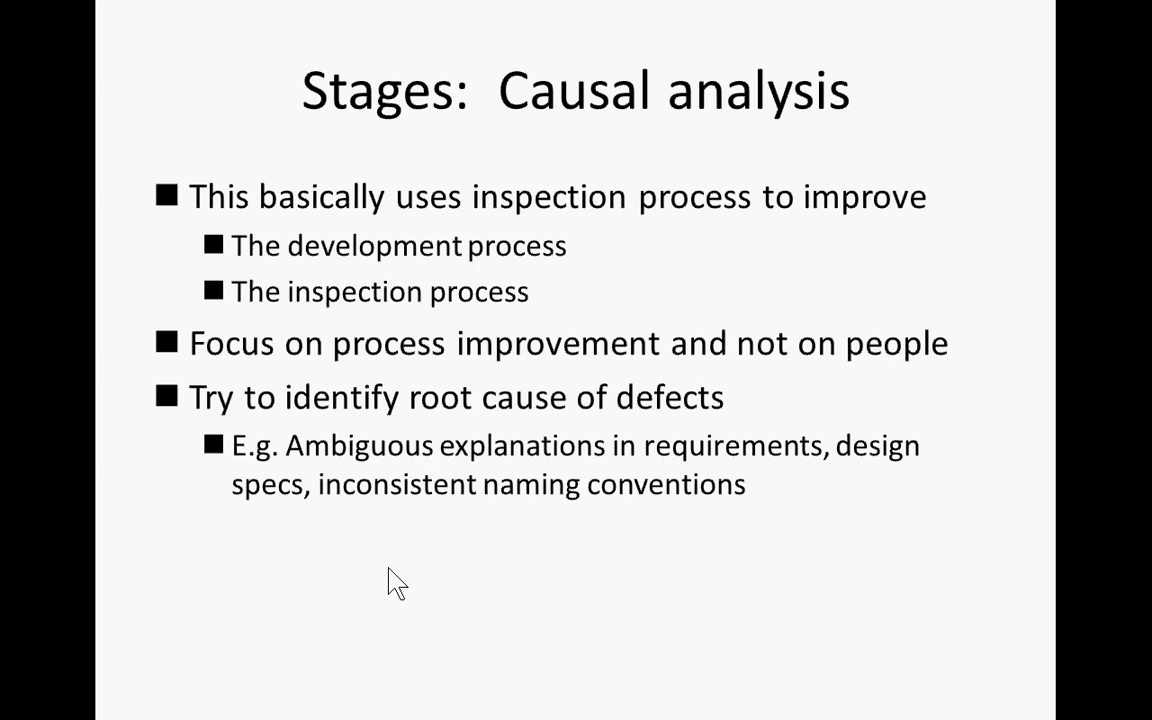 Stages: Causal analysis
This basically uses inspection process to improve
The development process
The inspection process
Focus on process improvement and not on people
Try to identify root cause of defects
E.g. Ambiguous explanations in requirements, design
specs, inconsistent naming conventions